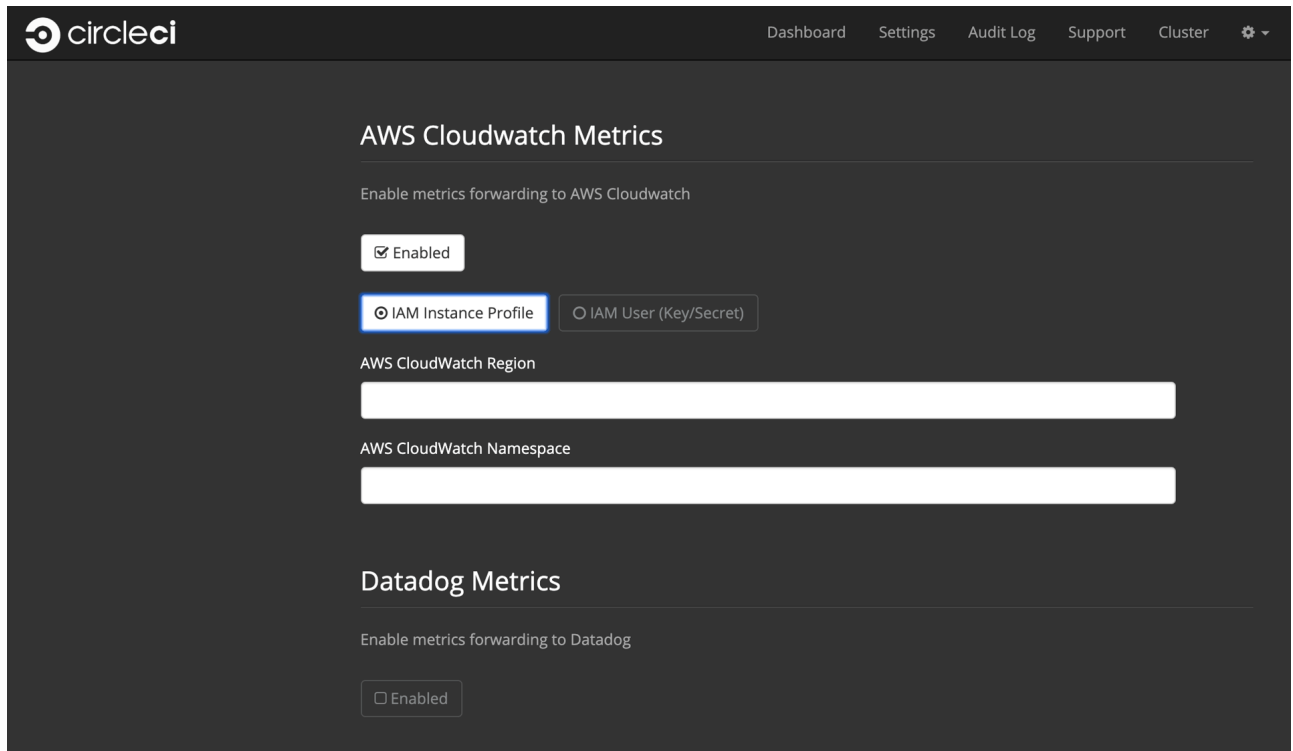 circleci Dashboard Settings Audit Log Support Cluster
AWS Cloudwatch Metrics
Enable metrics forwarding to AWS Cloudwatch
Enabled
IAM Instance Profile IAM User (Key/Secret)
AWS CloudWatch Region
AWS CloudWatch Namespace
Datadog Metrics
Enable metrics forwarding to Datadog
Enabled